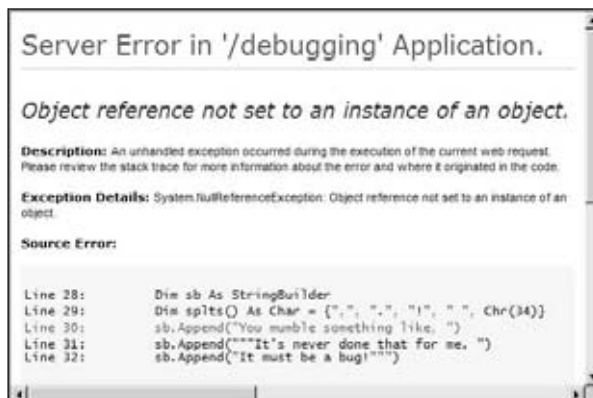 Server Error in '/debugging' Application.
Object reference not set to an instance of an object.
Description: An unhandled exception occurred during the execution of the current web request.
Please review the stack trace for more information about the error and where it originated in the code.
Exception Details: System.NullReferenceException: Object reference not set to an instance of an
object.
Source Error:
Line 28: Dim sb As StringBuilder
Line 29: Dim splts() As Char = {",", ".", "!", " ", Chr(34)}
Line 30: sb.Append("You mumble something like, ")
Line 31: sb.Append("""It's never done that for me. ")
Line 32: sb.Append("It must be a bug!""")